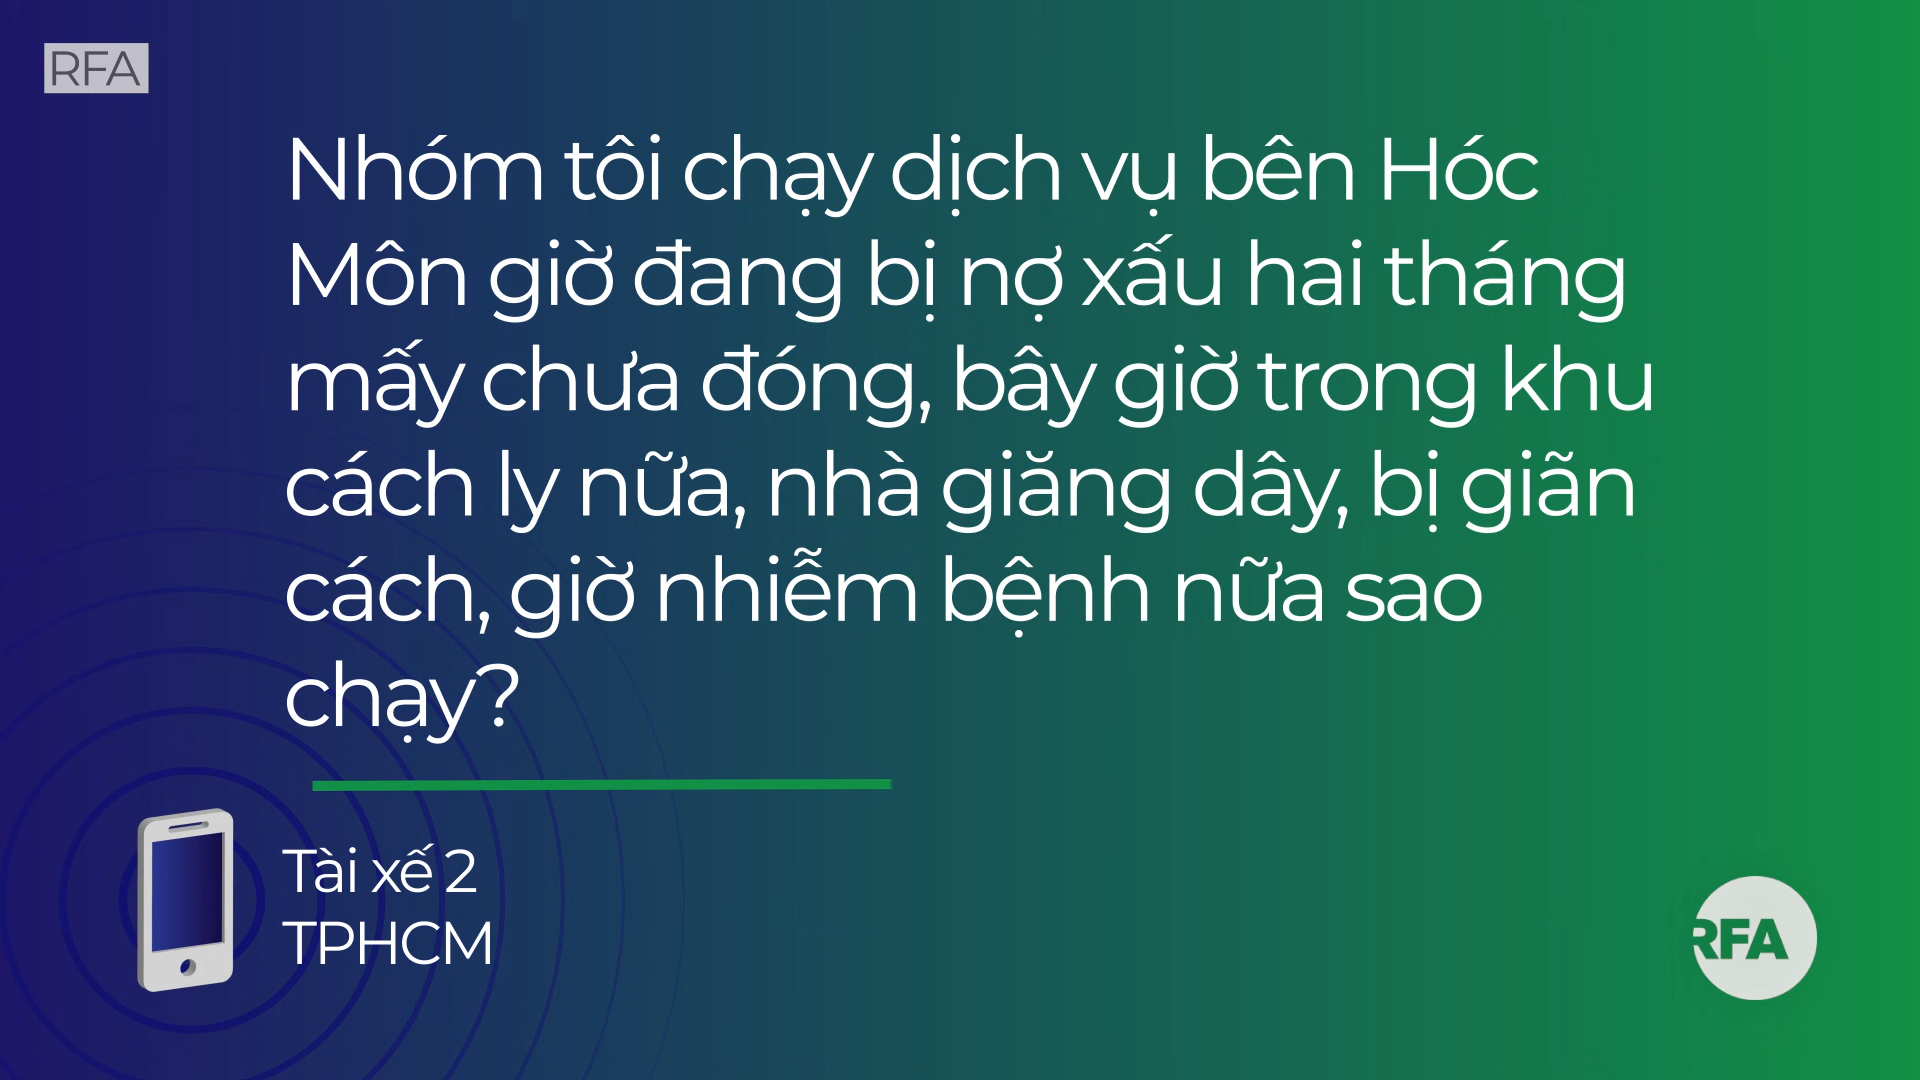 RFA
Nhóm tôi chạy dịch vụ bên Hóc
Môn giờ đang bị nợ xấu hai tháng
mấy chưa đóng, bây giờ trong khu
cách ly nữa, nhà giăng dây, bị giãn
cách, giờ nhiễm bệnh nữa sao
chạy?
Tài xế 2
TPHCM
RFA